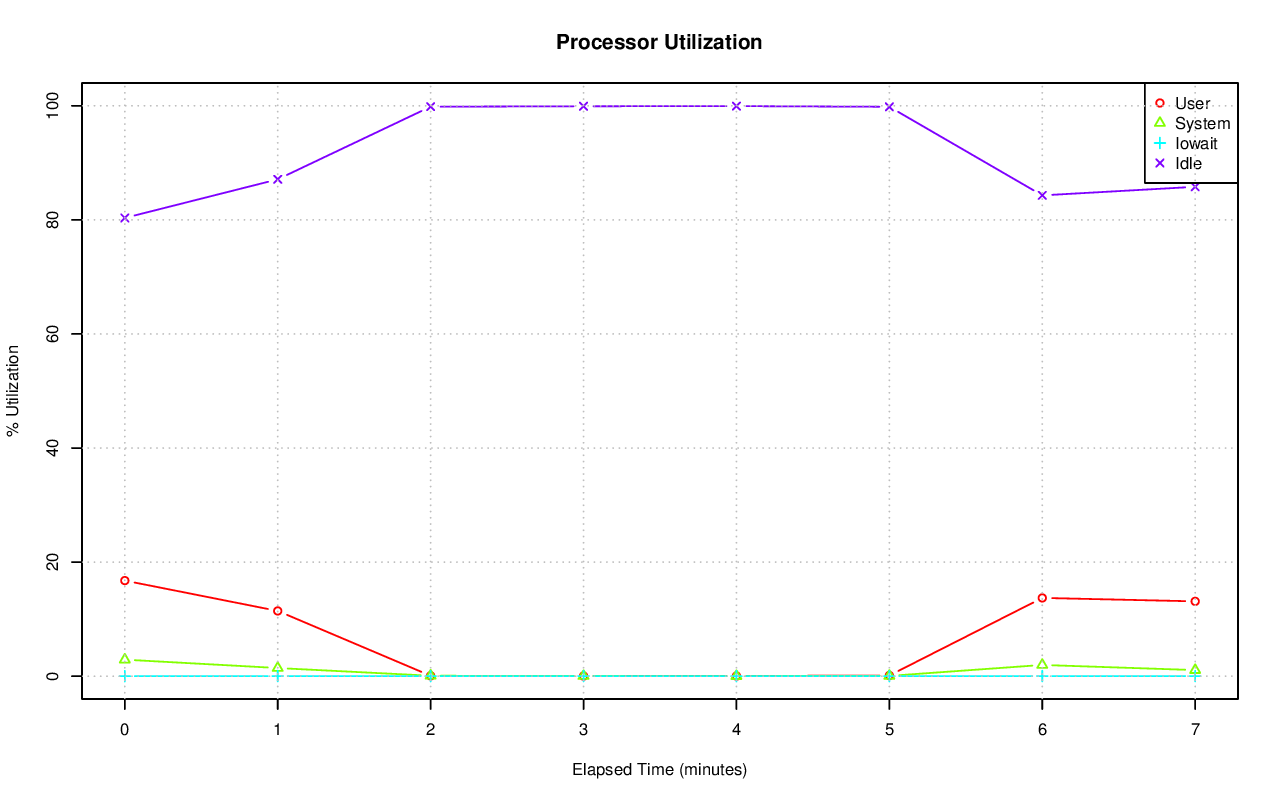 Processor Utilization
% Utilization
100
80
60
40
20
0
User
System
Iowait
Idle
0 1 2 3 4 5 6 7
Elapsed Time (minutes)